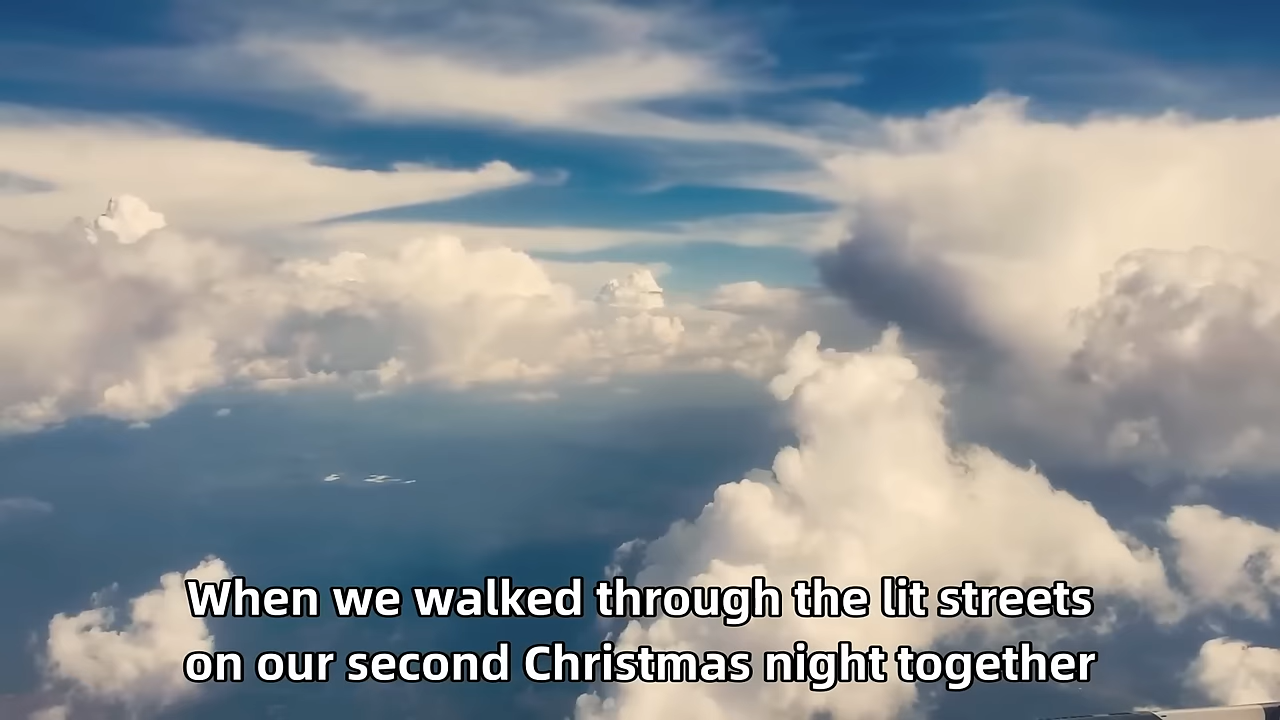 When we walked through the lit streets
on our second Christmas night together